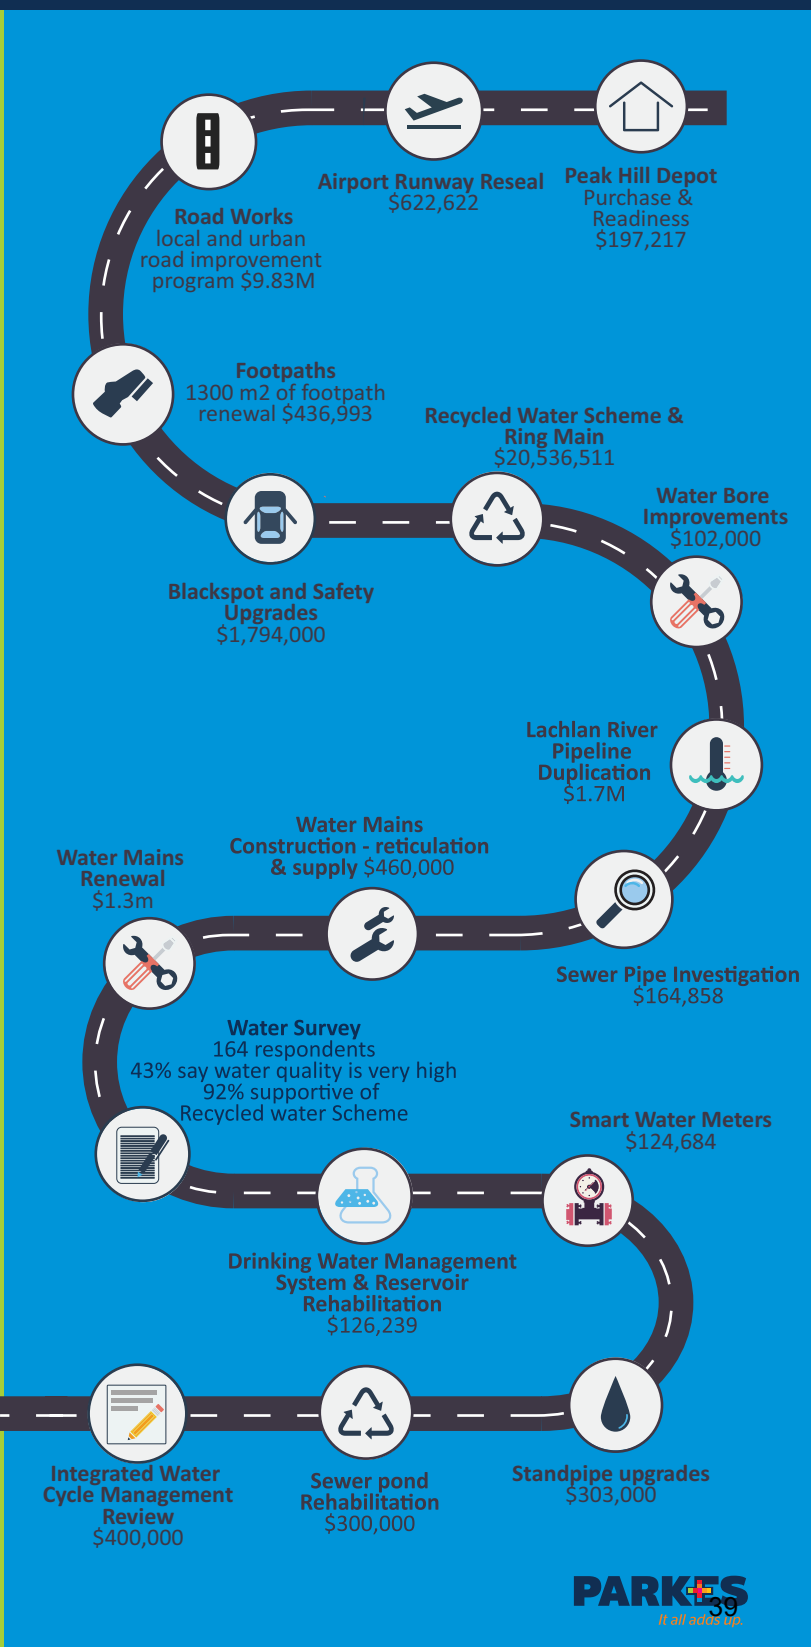 Peak Hill Depot
Purchase &
Readiness
$197,217
Airport Runway Reseal
$622,622
Road Works
local and urban
road improvement
program $9.83M
Footpaths
1300 m2 of footpath
renewal $436,993
Recycled Water Scheme &
Ring Main
$20,536,511
Water Bore
Improvements
$102,000
Blackspot and Safety
Upgrades
$1,794,000
Lachlan River
Pipeline
Duplication
$1.7M
Water Mains
Construction - reticulation
& supply $460,000
Water Mains
Renewal
$1.3m
Sewer Pipe Investigation
$164,858
Water Survey
164 respondents
43% say water quality is very high
92% supportive of
Recycled water Scheme
Smart Water Meters
$124,684
Drinking Water Management
System & Reservoir
Rehabilitation
$126,239
Integrated Water
Cycle Management
Review
$400,000
Sewer pond
Rehabilitation
$300,000
Standpipe upgrades
$303,000
PARKES
39
It all adds up.